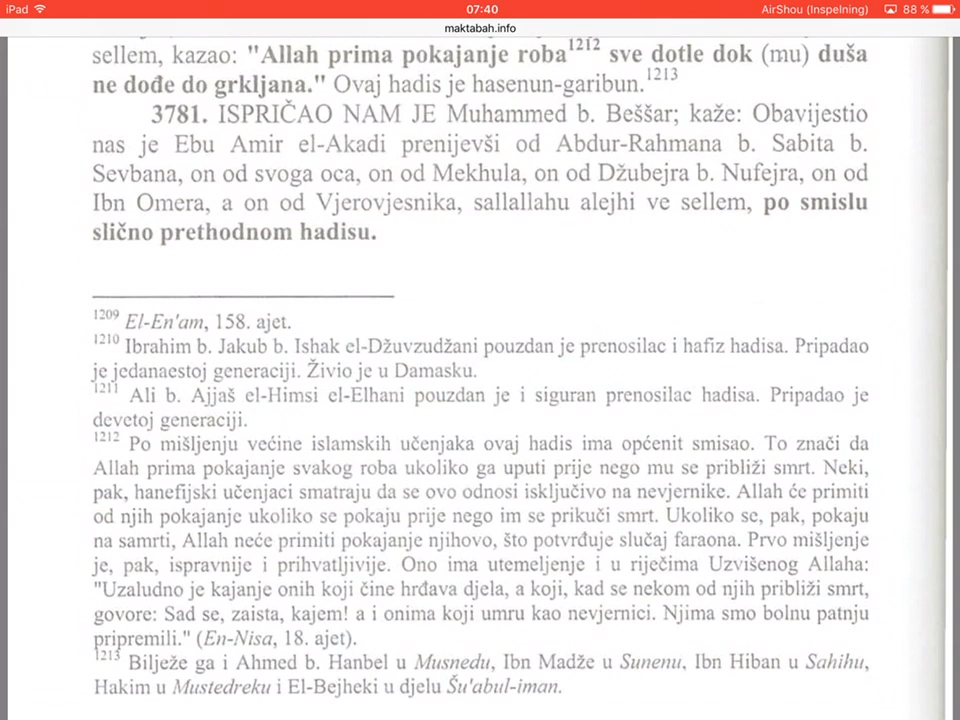 iPad 07:40 AirShou (Inspelning) 88 %
maktabah.info
sellem, kazao: "Allah prima pokajanje roba¹²¹² sve dotle dok (mu) duša
ne dođe do grkljana." Ovaj hadis je hasenun-garibun.¹²¹³
3781. ISPRIČAO NAM JE Muhammed b. Beššar; kaže: Obavijestio
nas je Ebu Amir el-Akadi prenijevši od Abdur-Rahmana b. Sabita b.
Sevbana, on od svoga oca, on od Mekhula, on od Džubejra b. Nufejra, on od
Ibn Omera, a on od Vjerovjesnika, sallallahu alejhi ve sellem, po smislu
slično prethodnom hadisu.
¹²⁰⁹ El-En'am, 158. ajet.
¹²¹⁰ Ibrahim b. Jakub b. Ishak el-Džuvzudžani pouzdan je prenosilac i hafiz hadisa. Pripadao
je jedanaestoj generaciji. Živio je u Damasku.
¹²¹¹ Ali b. Ajjaš el-Himsi el-Elhani pouzdan je i siguran prenosilac hadisa. Pripadao je
devetoj generaciji.
¹²¹² Po mišljenju većine islamskih učenjaka ovaj hadis ima općenit smisao. To znači da
Allah prima pokajanje svakog roba ukoliko ga uputi prije nego mu se približi smrt. Neki,
pak, hanefijski učenjaci smatraju da se ovo odnosi isključivo na nevjernike. Allah će primiti
od njih pokajanje ukoliko se pokaju prije nego im se prikuči smrt. Ukoliko se, pak, pokaju
na samrti, Allah neće primiti pokajanje njihovo, što potvrđuje slučaj faraona. Prvo mišljenje
je, pak, ispravnije i prihvatljivije. Ono ima utemeljenje i u riječima Uzvišenog Allaha:
"Uzaludno je kajanje onih koji čine hrđava djela, a koji, kad se nekom od njih približi smrt,
govore: Sad se, zaista, kajem! a i onima koji umru kao nevjernici. Njima smo bolnu patnju
pripremili." (En-Nisa, 18. ajet).
¹²¹³ Bilježe ga i Ahmed b. Hanbel u Musnedu, Ibn Madže u Sunenu, Ibn Hiban u Sahihu,
Hakim u Mustedreku i El-Bejheki u djelu Šu'abul-iman.